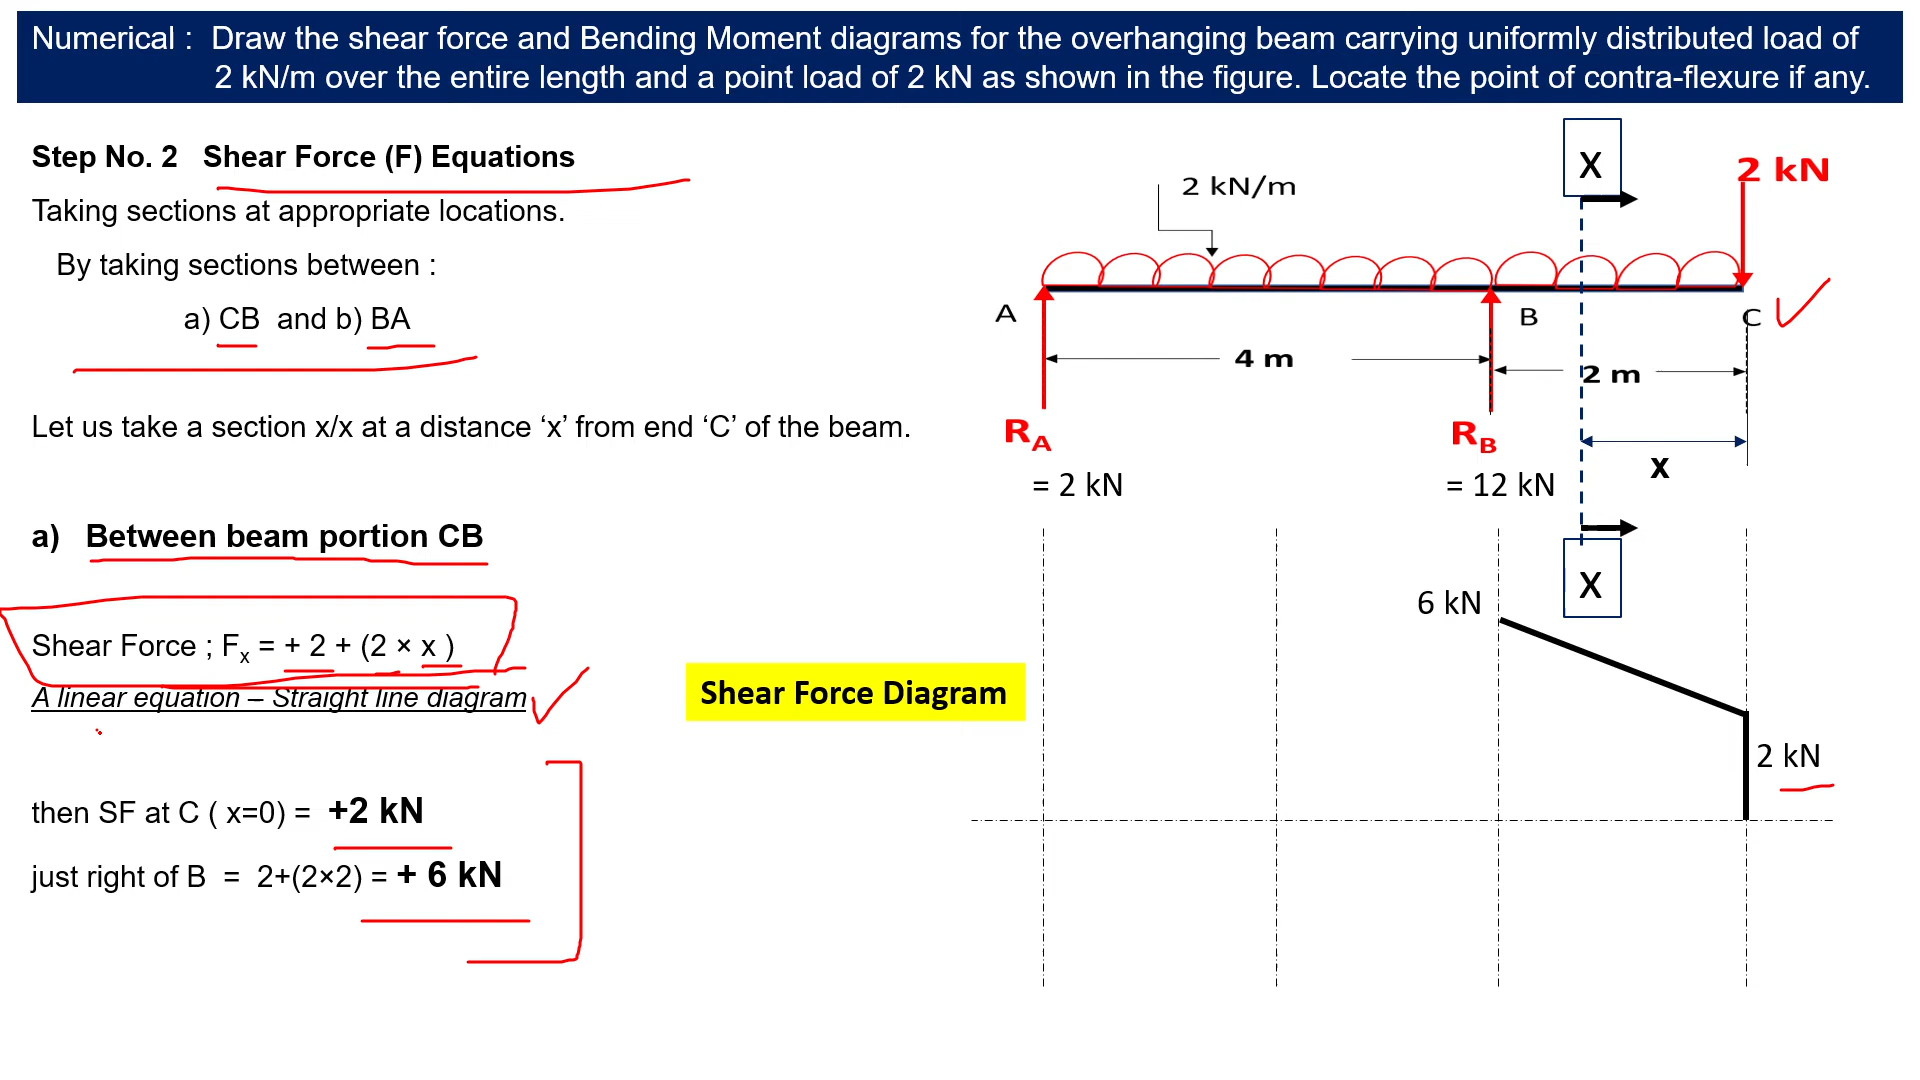 Numerical : Draw the shear force and Bending Moment diagrams for the overhanging beam carrying uniformly distributed load of
2 kN/m over the entire length and a point load of 2 kN as shown in the figure. Locate the point of contra-flexure if any.
Step No. 2 Shear Force (F) Equations
Taking sections at appropriate locations.
By taking sections between :
a) CB and b) BA
Let us take a section x/x at a distance ‘x’ from end ‘C’ of the beam.
a) Between beam portion CB
Shear Force ; Fx = + 2 + (2 × x )
A linear equation – Straight line diagram
then SF at C ( x=0) = +2 kN
just right of B = 2+(2×2) = + 6 kN
X
2 kN
2 kN/m
A
B
C
4 m
2 m
RA
RB
x
= 2 kN
= 12 kN
X
6 kN
Shear Force Diagram
2 kN